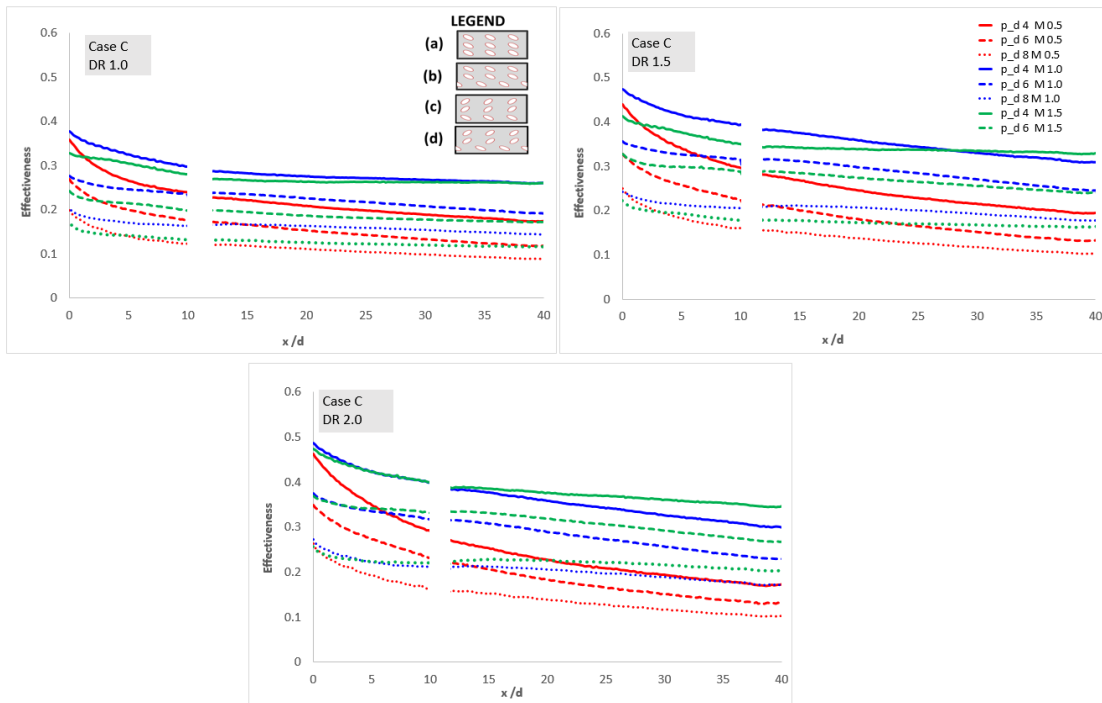 LEGEND
Case C
DR 1.0
(a)
(b)
(c)
(d)
Effectiveness
0.6
0.5
0.4
0.3
0.2
0.1
0
0 5 10 15 20 25 30 35 40
x /d
Case C
DR 1.5
p_d 4 M 0.5
p_d 6 M 0.5
p_d 8 M 0.5
p_d 4 M 1.0
p_d 6 M 1.0
p_d 8 M 1.0
p_d 4 M 1.5
p_d 6 M 1.5
Effectiveness
0.6
0.5
0.4
0.3
0.2
0.1
0
0 5 10 15 20 25 30 35 40
x /d
Case C
DR 2.0
Effectiveness
0.6
0.5
0.4
0.3
0.2
0.1
0
0 5 10 15 20 25 30 35 40
x /d